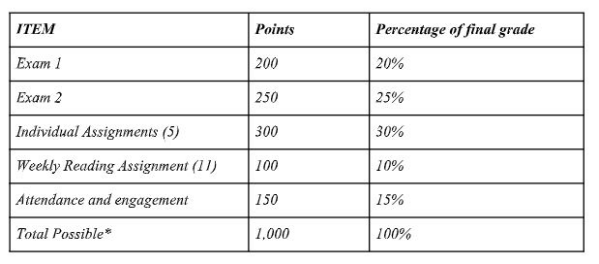 ITEM Points Percentage of final grade
Exam 1 200 20%
Exam 2 250 25%
Individual Assignments (5) 300 30%
Weekly Reading Assignment (11) 100 10%
Attendance and engagement 150 15%
Total Possible* 1,000 100%